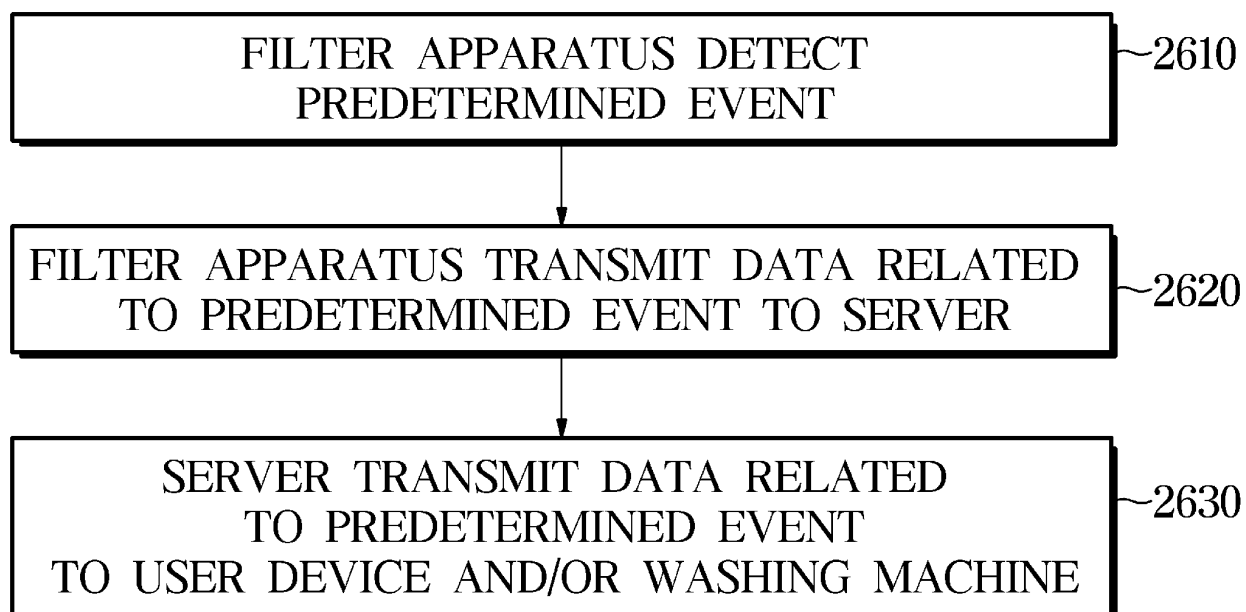 FILTER APPARATUS DETECT
PREDETERMINED EVENT
2610
FILTER APPARATUS TRANSMIT DATA RELATED
TO PREDETERMINED EVENT TO SERVER
2620
SERVER TRANSMIT DATA RELATED
TO PREDETERMINED EVENT
TO USER DEVICE AND/OR WASHING MACHINE
2630